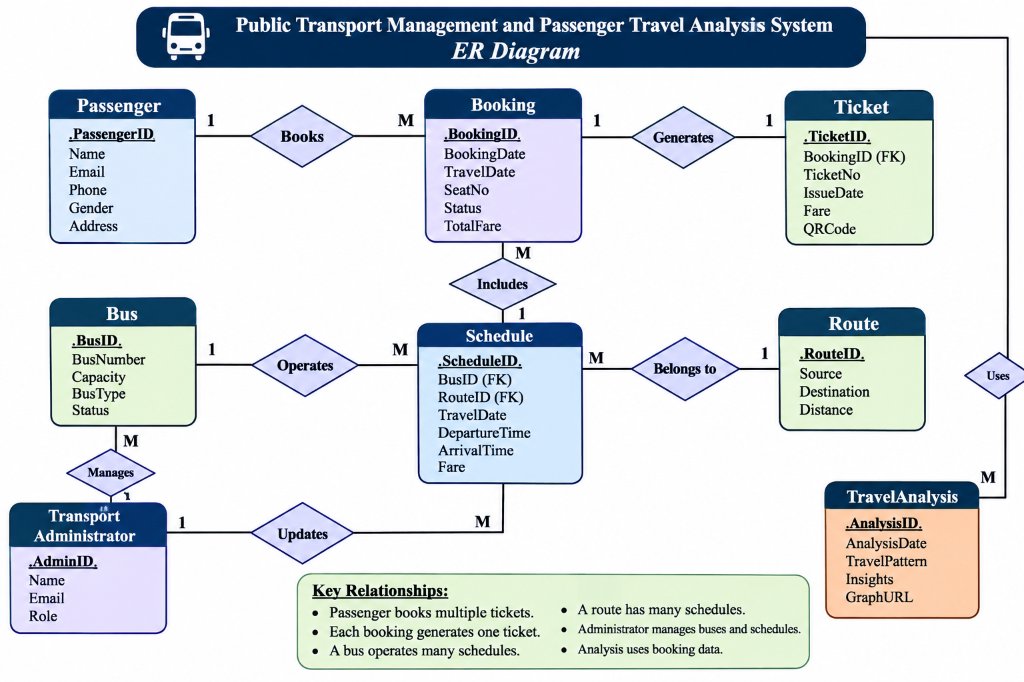 Public Transport Management and Passenger Travel Analysis System
ER Diagram
Passenger
.PassengerID
Name
Email
Phone
Gender
Address
1
Books
M
Booking
.BookingID.
BookingDate
TravelDate
SeatNo
Status
TotalFare
1
Generates
1
Ticket
.TicketID.
BookingID (FK)
TicketNo
IssueDate
Fare
QRCode
M
Includes
1
Bus
.BusID.
BusNumber
Capacity
BusType
Status
1
Operates
M
Schedule
.ScheduleID.
BusID (FK)
RouteID (FK)
TravelDate
DepartureTime
ArrivalTime
Fare
M
Belongs to
1
Route
.RouteID.
Source
Destination
Distance
Uses
M
M
Manages
1
Transport
Administrator
.AdminID.
Name
Email
Role
1
Updates
M
TravelAnalysis
.AnalysisID.
AnalysisDate
TravelPattern
Insights
GraphURL
Key Relationships:
• Passenger books multiple tickets.
• Each booking generates one ticket.
• A bus operates many schedules.
• A route has many schedules.
• Administrator manages buses and schedules.
• Analysis uses booking data.